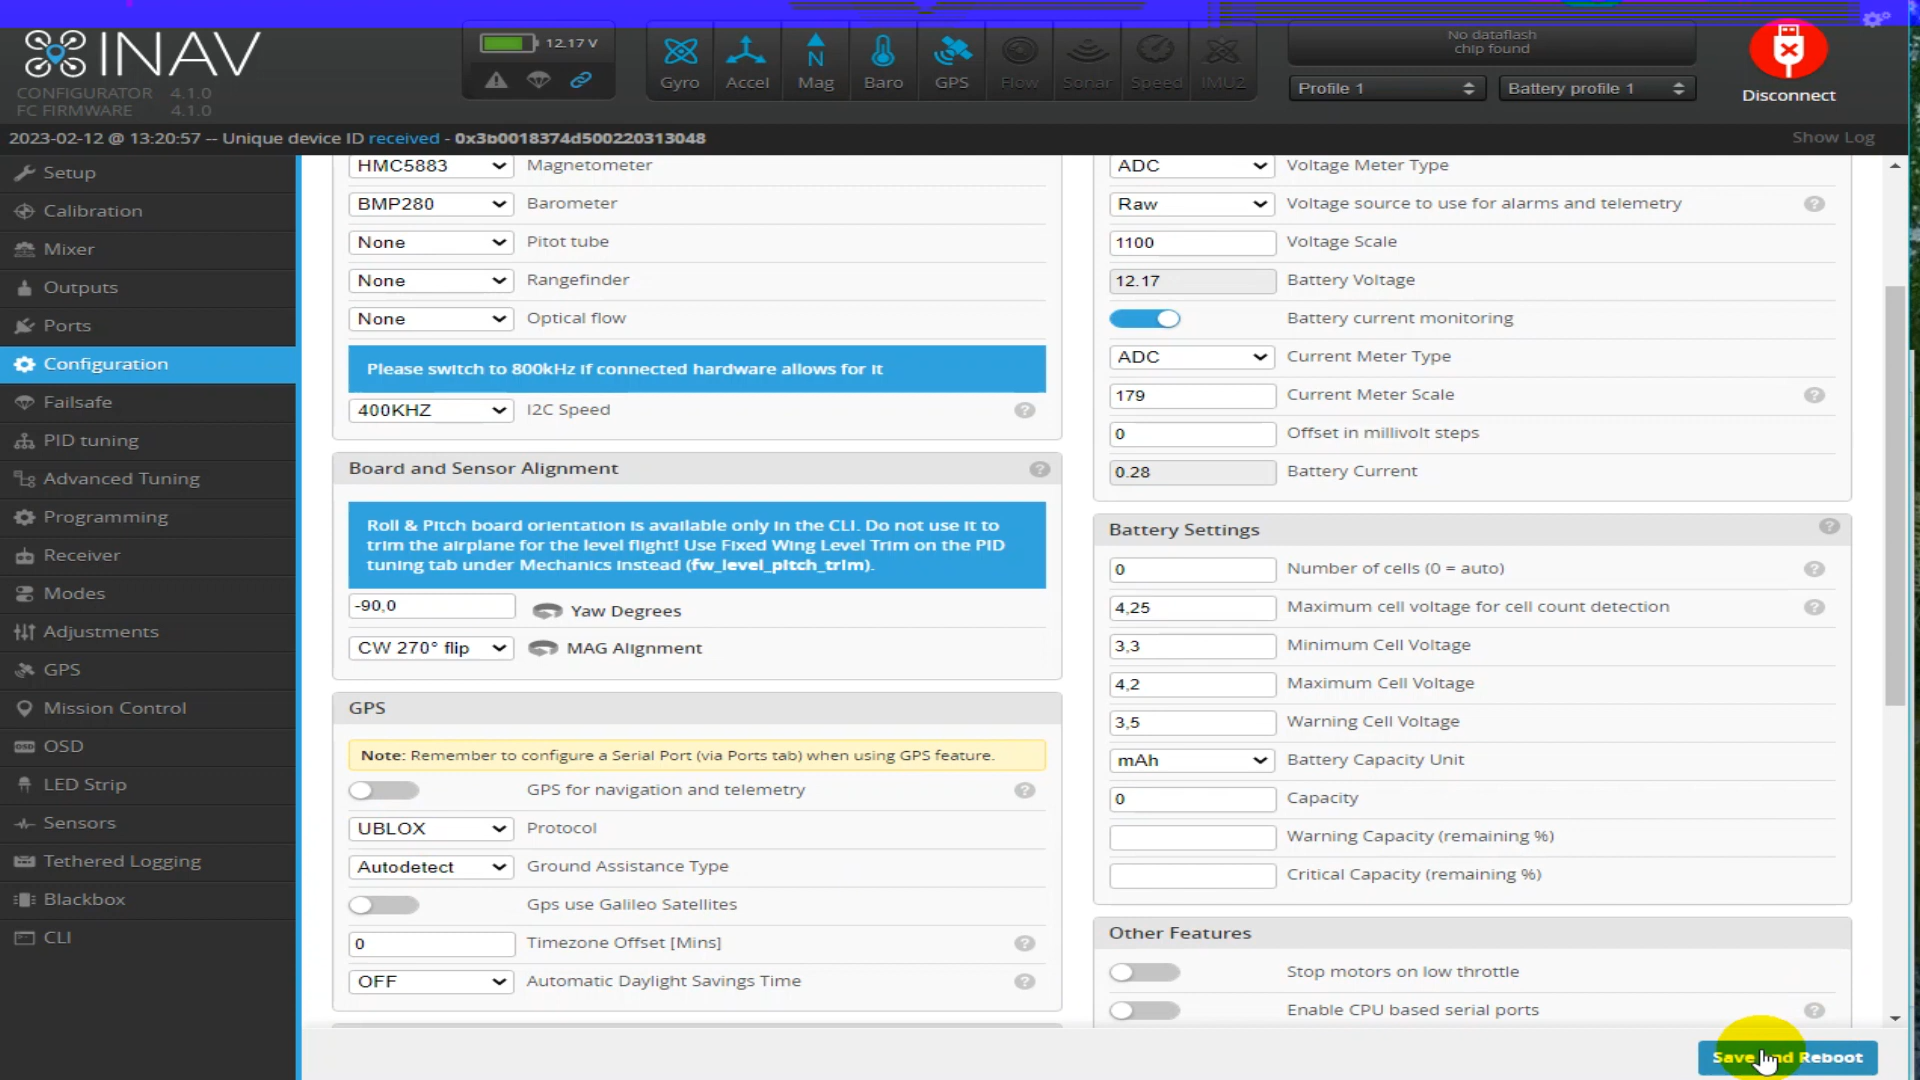 INAV
CONFIGURATOR 4.1.0
FC FIRMWARE 4.1.0
12.17 V
Gyro
Accel
Mag
Baro
GPS
Flow
Sonar
Speed
IMU2
No dataflash
chip found
Profile 1
Battery profile 1
Disconnect
2023-02-12 @ 13:20:57 -- Unique device ID received - 0x3b0018374d500220313048
Show Log
Setup
Calibration
Mixer
Outputs
Ports
Configuration
Failsafe
PID tuning
Advanced Tuning
Programming
Receiver
Modes
Adjustments
GPS
Mission Control
OSD
LED Strip
Sensors
Tethered Logging
Blackbox
CLI
HMC5883 Magnetometer
BMP280 Barometer
None Pitot tube
None Rangefinder
None Optical flow
Please switch to 800kHz if connected hardware allows for it
400KHZ I2C Speed
Board and Sensor Alignment
Roll & Pitch board orientation is available only in the CLI. Do not use it to
trim the airplane for the level flight! Use Fixed Wing Level Trim on the PID
tuning tab under Mechanics instead (fw_level_pitch_trim).
-90,0 Yaw Degrees
CW 270° flip MAG Alignment
GPS
Note: Remember to configure a Serial Port (via Ports tab) when using GPS feature.
GPS for navigation and telemetry
UBLOX Protocol
Autodetect Ground Assistance Type
Gps use Galileo Satellites
0 Timezone Offset [Mins]
OFF Automatic Daylight Savings Time
ADC Voltage Meter Type
Raw Voltage source to use for alarms and telemetry
1100 Voltage Scale
12.17 Battery Voltage
Battery current monitoring
ADC Current Meter Type
179 Current Meter Scale
0 Offset in millivolt steps
0.28 Battery Current
Battery Settings
0 Number of cells (0 = auto)
4,25 Maximum cell voltage for cell count detection
3,3 Minimum Cell Voltage
4,2 Maximum Cell Voltage
3,5 Warning Cell Voltage
mAh Battery Capacity Unit
0 Capacity
Warning Capacity (remaining %)
Critical Capacity (remaining %)
Other Features
Stop motors on low throttle
Enable CPU based serial ports
Save and Reboot